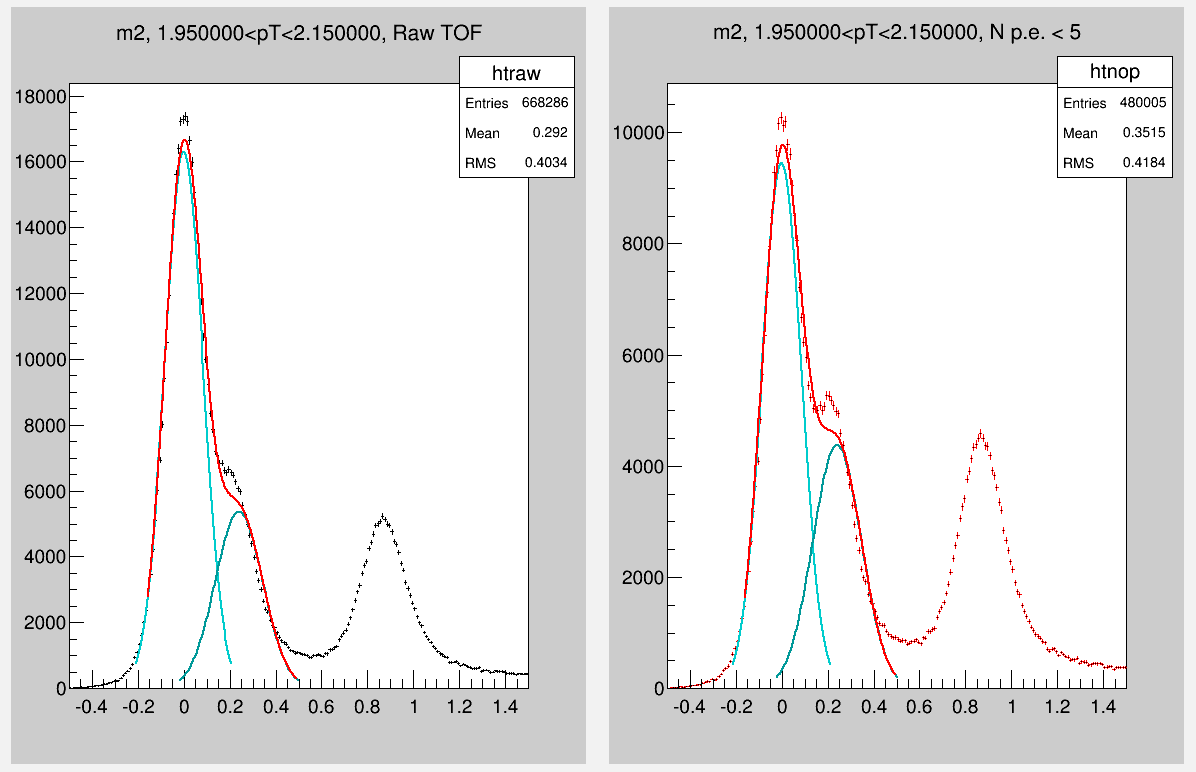 m2, 1.950000<pT<2.150000, Raw TOF
htraw
Entries 668286
Mean 0.292
RMS 0.4034
18000
16000
14000
12000
10000
8000
6000
4000
2000
0
-0.4 -0.2 0 0.2 0.4 0.6 0.8 1 1.2 1.4
m2, 1.950000<pT<2.150000, N p.e. < 5
htnop
Entries 480005
Mean 0.3515
RMS 0.4184
10000
8000
6000
4000
2000
0
-0.4 -0.2 0 0.2 0.4 0.6 0.8 1 1.2 1.4